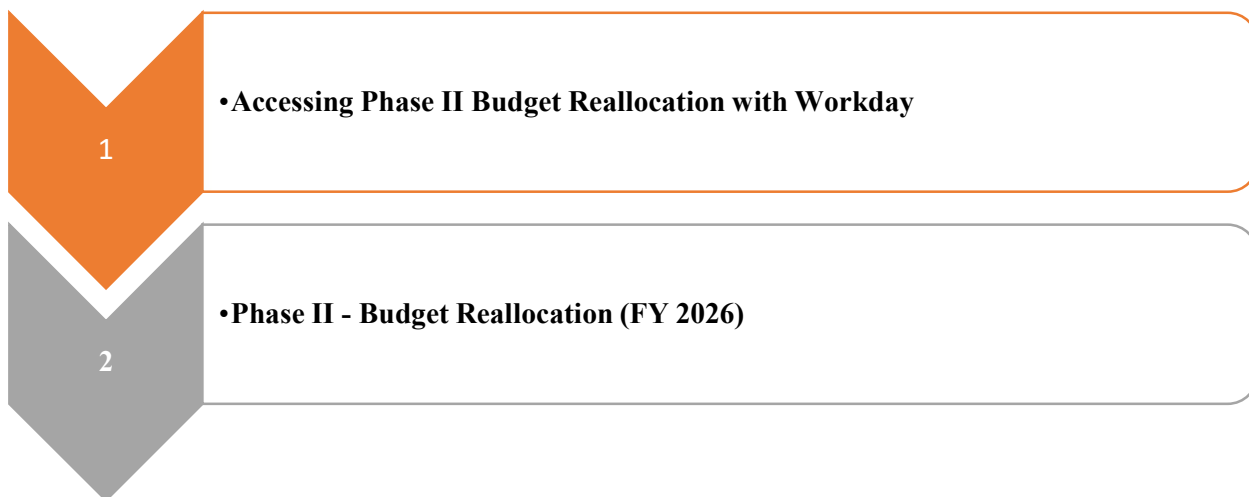 1
•Accessing Phase II Budget Reallocation with Workday
2
•Phase II - Budget Reallocation (FY 2026)